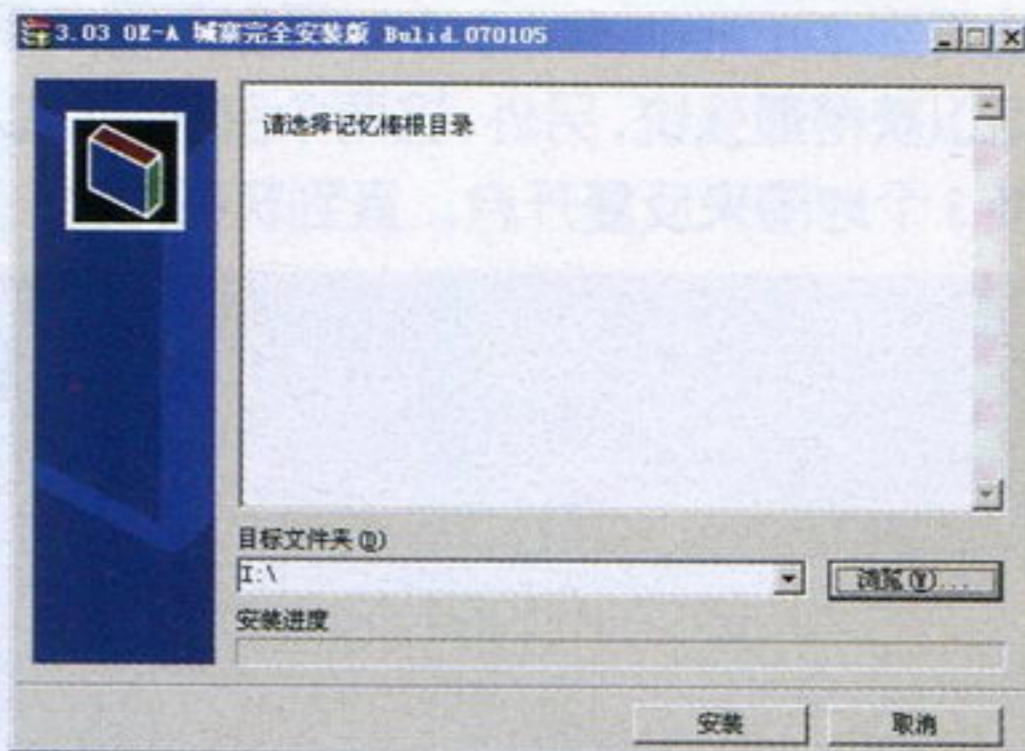 3.03 OE-A 城寨完全安装版 Bulid.070105
请选择记忆棒根目录
目标文件夹(D)
I:\
浏览(W)...
安装进度
安装
取消